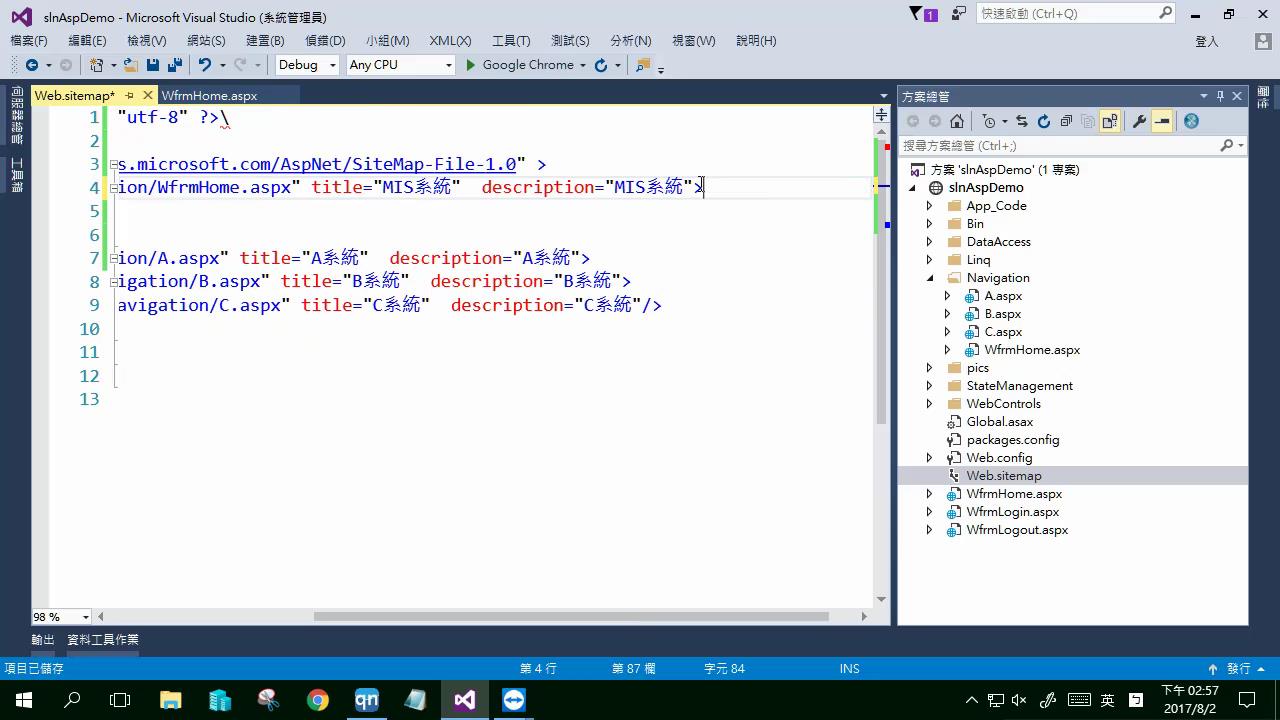 slnAspDemo - Microsoft Visual Studio (系統管理員)
1
快速啟動 (Ctrl+Q)
檔案(F) 編輯(E) 檢視(V) 網站(S) 建置(B) 偵錯(D) 小組(M) XML(X) 工具(T) 測試(S) 分析(N) 視窗(W) 說明(H)
登入
Debug Any CPU Google Chrome
伺服器總管
工具箱
Web.sitemap* WfrmHome.aspx
1 "utf-8" ?>\
2
3 s.microsoft.com/AspNet/SiteMap-File-1.0" >
4 ion/WfrmHome.aspx" title="MIS系統" description="MIS系統">
5
6
7 ion/A.aspx" title="A系統" description="A系統">
8 igation/B.aspx" title="B系統" description="B系統">
9 avigation/C.aspx" title="C系統" description="C系統"/>
10
11
12
13
98 %
方案總管
搜尋方案總管 (Ctrl+;)
方案 'slnAspDemo' (1 專案)
slnAspDemo
App_Code
Bin
DataAccess
Linq
Navigation
A.aspx
B.aspx
C.aspx
WfrmHome.aspx
pics
StateManagement
WebControls
Global.asax
packages.config
Web.config
Web.sitemap
WfrmHome.aspx
WfrmLogin.aspx
WfrmLogout.aspx
輸出 資料工具作業
項目已儲存 第 4 行 第 87 欄 字元 84 INS 發行
qn
英
下午 02:57
2017/8/2